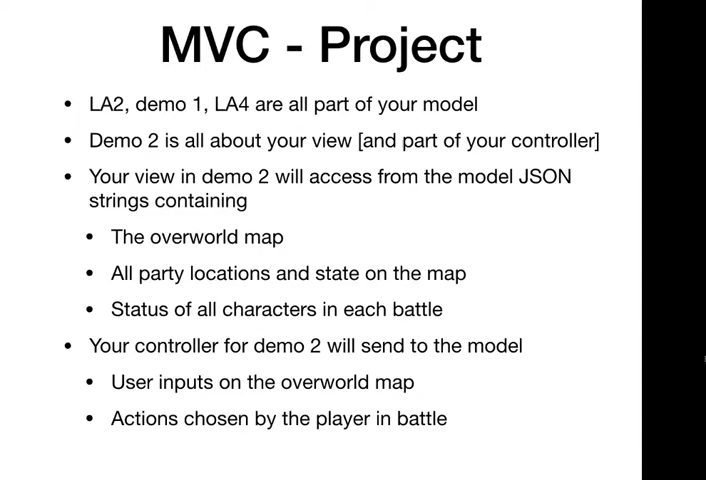 MVC - Project
• LA2, demo 1, LA4 are all part of your model
• Demo 2 is all about your view [and part of your controller]
• Your view in demo 2 will access from the model JSON
strings containing
• The overworld map
• All party locations and state on the map
• Status of all characters in each battle
• Your controller for demo 2 will send to the model
• User inputs on the overworld map
• Actions chosen by the player in battle